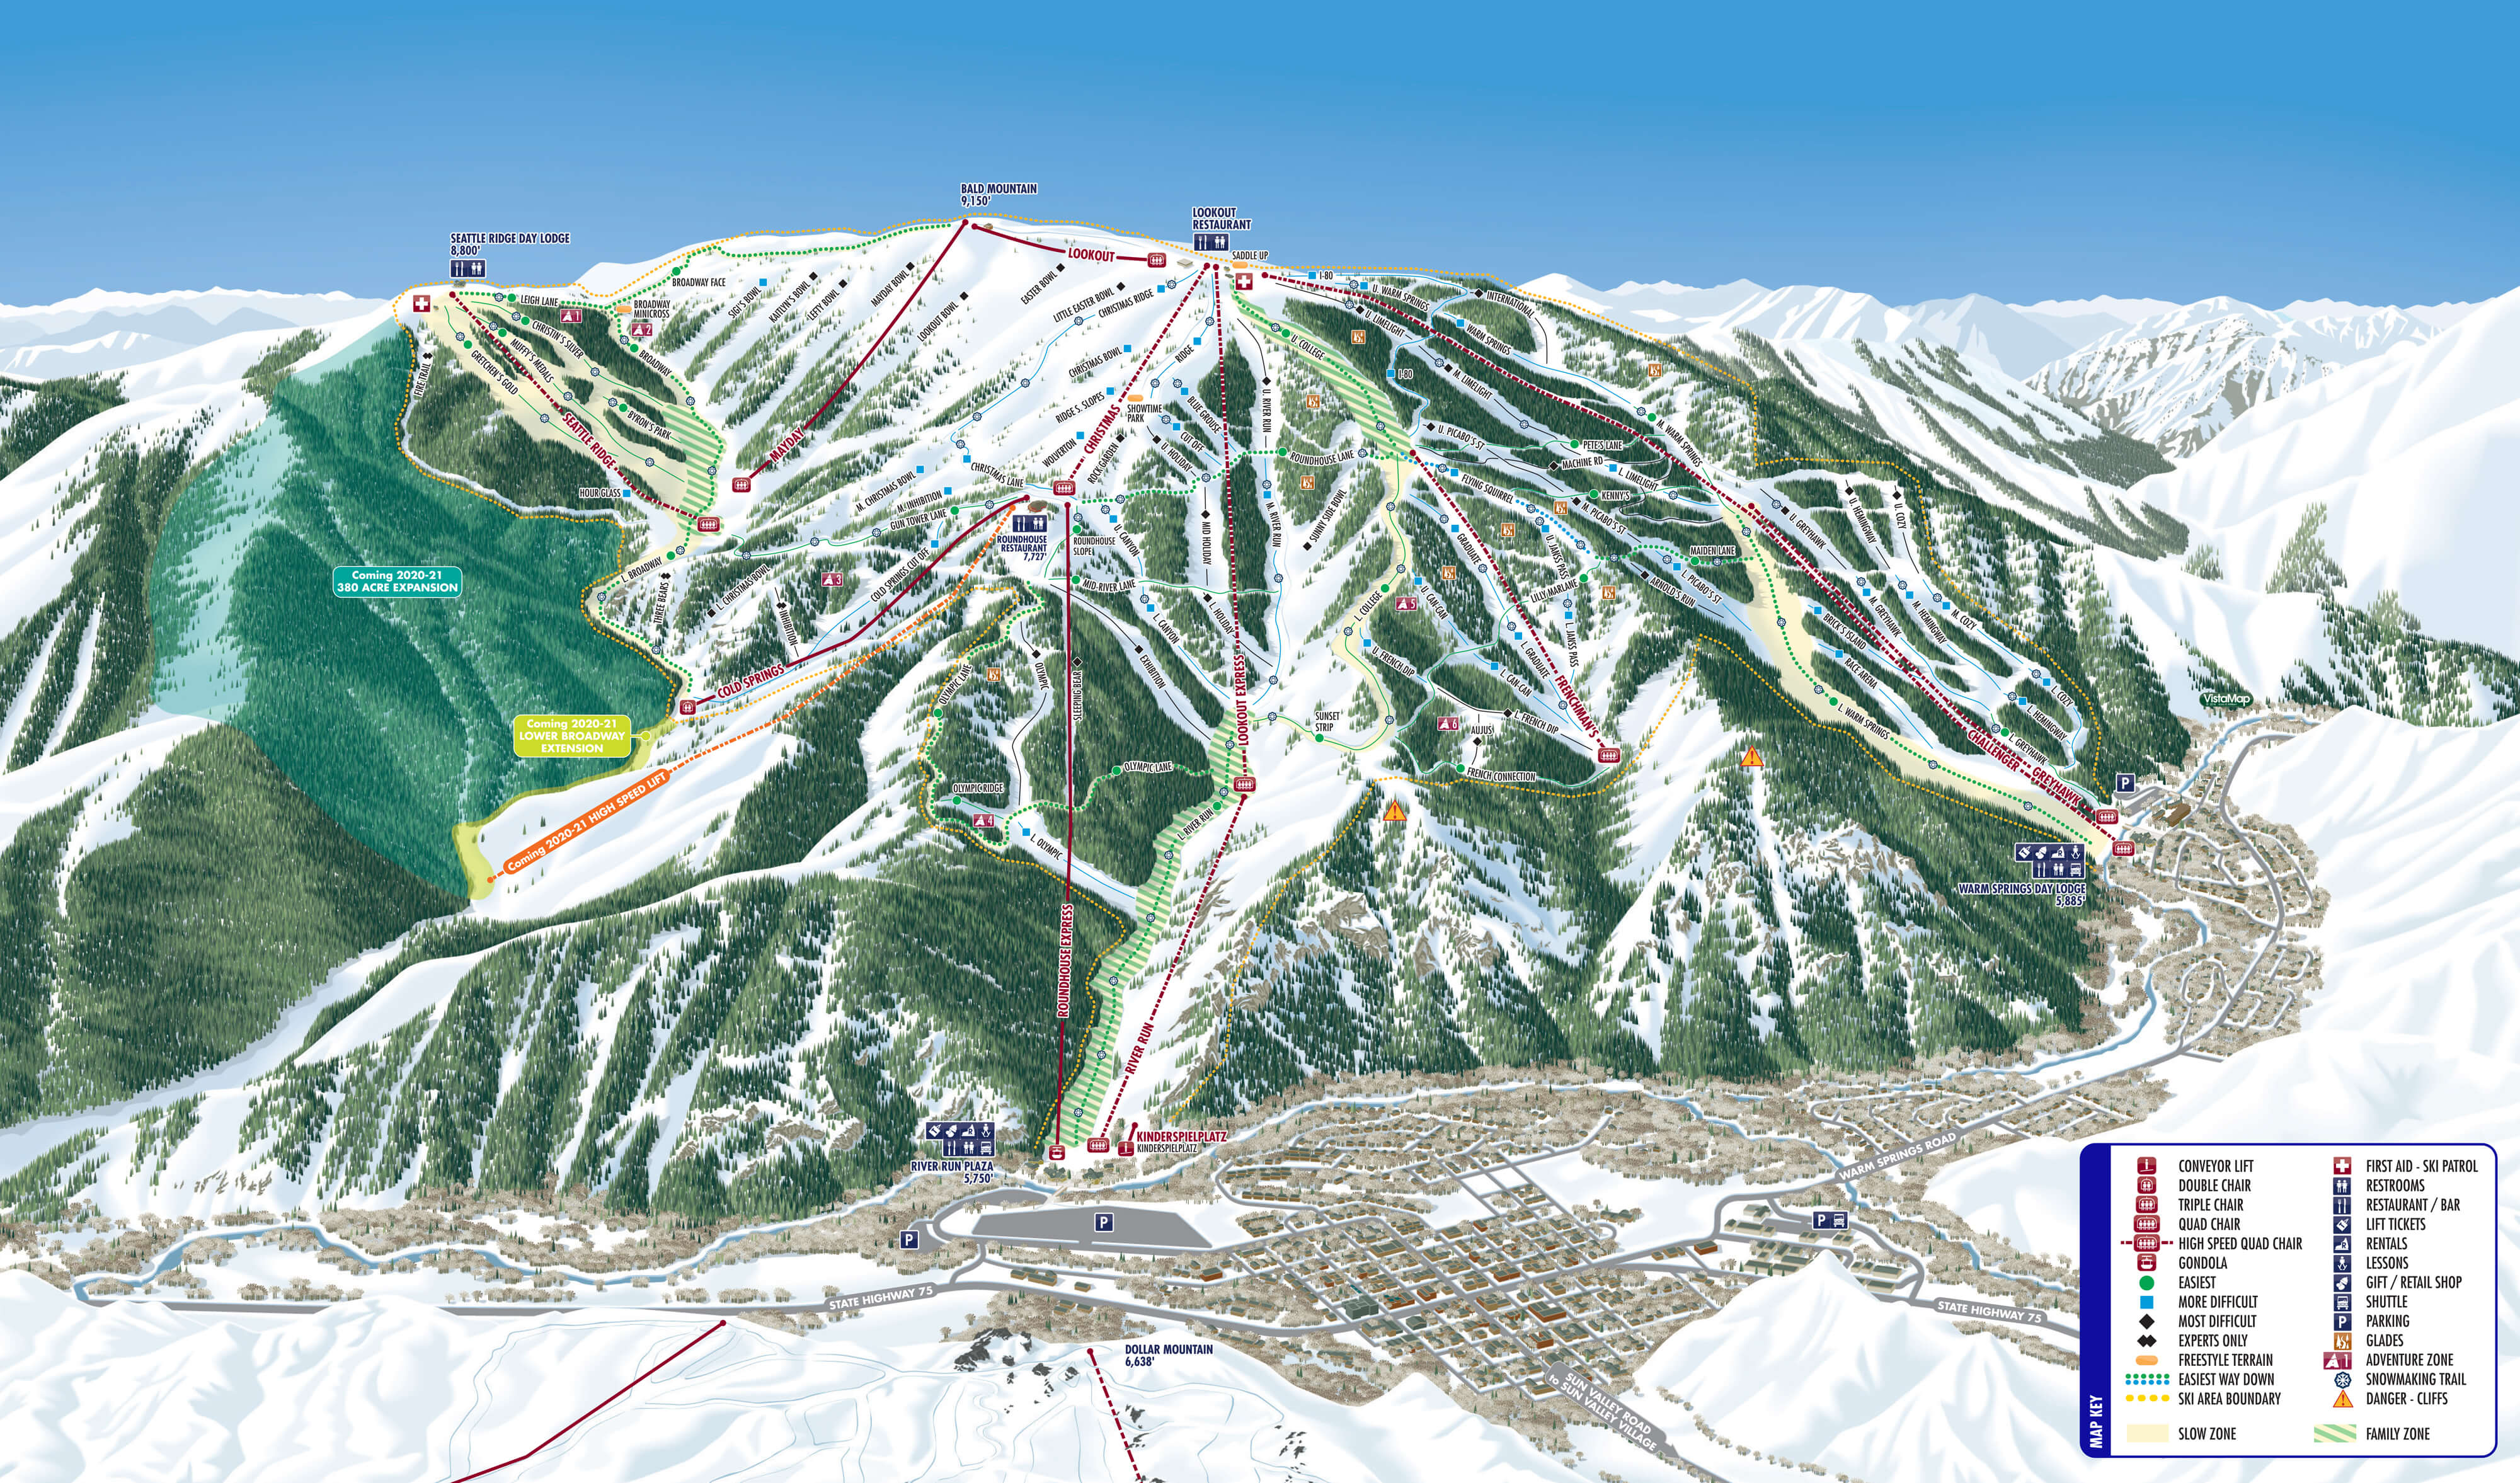 BALD MOUNTAIN
9,150'
LOOKOUT
RESTAURANT
SEATTLE RIDGE DAY LODGE
8,800'
LOOKOUT
SADDLE UP
I-80
BROADWAY FACE
LEIGH LANE
BROADWAY
MINICROSS
1
2
CHRISTIN'S SILVER
MUFFY'S MEDALS
GRETCHEN'S GOLD
BROADWAY
BYRON'S PARK
FIRE TRAIL
SEATTLE RIDGE
HOUR GLASS
SIGI'S BOWL
KAITLYN'S BOWL
LEFTY BOWL
MAYDAY BOWL
LOOKOUT BOWL
EASTER BOWL
LITTLE EASTER BOWL
CHRISTMAS RIDGE
CHRISTMAS BOWL
RIDGE
RIDGE S. SLOPES
MAYDAY
CHRISTMAS
SHOWTIME
PARK
BLUE GROUSE
CUT OFF
U. HOLIDAY
ROCK GARDEN
WOLVERTON
CHRISTMAS LANE
M. CHRISTMAS BOWL
M. INHIBITION
GUN TOWER LANE
U. RIVER RUN
U. COLLEGE
ROUNDHOUSE LANE
U. WARM SPRINGS
U. LIMELIGHT
INTERNATIONAL
WARM SPRINGS
I-80
M. LIMELIGHT
U. PICABO'S ST
PETE'S LANE
M. WARM SPRINGS
MACHINE RD
L. LIMELIGHT
FLYING SQUIRREL
KENNY'S
M. PICABO'S ST
ROUNDHOUSE
RESTAURANT
7,727'
ROUNDHOUSE
SLOPE
U. CANYON
MID HOLIDAY
M. RIVER RUN
SUNNY SIDE BOWL
GRADUATE
U. JANSS PASS
MAIDEN LANE
U. GREYHAWK
U. HEMINGWAY
U. COZY
L. BROADWAY
THREE BEARS
L. CHRISTMAS BOWL
INHIBITION
3
COLD SPRINGS CUT OFF
COLD SPRINGS
MID-RIVER LANE
L. CANYON
L. HOLIDAY
L. COLLEGE
5
U. CAN-CAN
LILLY MARLANE
L. JANSS PASS
ARNOLD'S RUN
L. PICABO'S ST
BRICK'S ISLAND
M. GREYHAWK
M. HEMINGWAY
M. COZY
RACE ARENA
Coming 2020-21
380 ACRE EXPANSION
Coming 2020-21
LOWER BROADWAY
EXTENSION
Coming 2020-21 HIGH SPEED LIFT
OLYMPIC LANE
OLYMPIC
SLEEPING BEAR
EXHIBITION
LOOKOUT EXPRESS
U. FRENCH DIP
L. GRADUATE
L. CAN-CAN
FRENCHMAN'S
SUNSET
STRIP
6
AUJUS
L. FRENCH DIP
FRENCH CONNECTION
L. WARM SPRINGS
L. COZY
L. HEMINGWAY
L. GREYHAWK
CHALLENGER
GREYHAWK
VistaMap
OLYMPIC LANE
OLYMPIC RIDGE
4
L. OLYMPIC
L. RIVER RUN
ROUNDHOUSE EXPRESS
RIVER RUN
P
WARM SPRINGS DAY LODGE
5,885'
RIVER RUN PLAZA
5,750'
KINDERSPIELPLATZ
KINDERSPIELPLATZ
P
P
P
WARM SPRINGS ROAD
STATE HIGHWAY 75
STATE HIGHWAY 75
SUN VALLEY ROAD
to SUN VALLEY VILLAGE
DOLLAR MOUNTAIN
6,638'
MAP KEY
CONVEYOR LIFT
DOUBLE CHAIR
TRIPLE CHAIR
QUAD CHAIR
HIGH SPEED QUAD CHAIR
GONDOLA
EASIEST
MORE DIFFICULT
MOST DIFFICULT
EXPERTS ONLY
FREESTYLE TERRAIN
EASIEST WAY DOWN
SKI AREA BOUNDARY
SLOW ZONE
FIRST AID - SKI PATROL
RESTROOMS
RESTAURANT / BAR
LIFT TICKETS
RENTALS
LESSONS
GIFT / RETAIL SHOP
SHUTTLE
P PARKING
GLADES
1 ADVENTURE ZONE
SNOWMAKING TRAIL
DANGER - CLIFFS
FAMILY ZONE